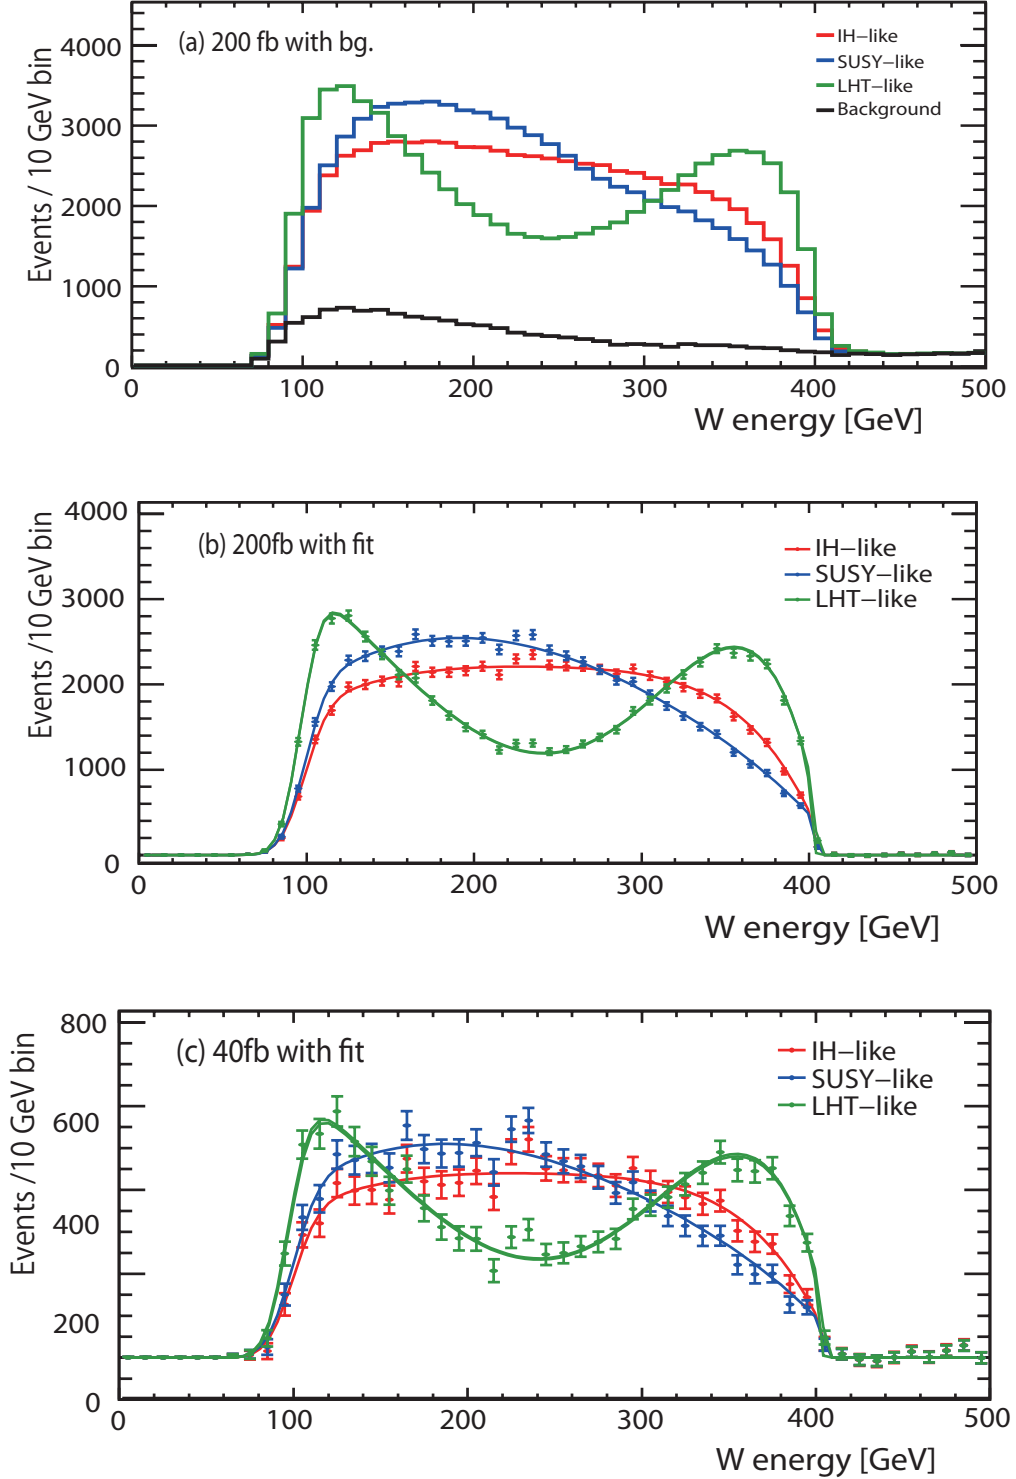 (a) 200 fb with bg.
IH−like
SUSY−like
LHT−like
Background
Events / 10 GeV bin
4000
3000
2000
1000
0
100
200
300
400
500
W energy [GeV]
(b) 200fb with fit
IH−like
SUSY−like
LHT−like
Events /10 GeV bin
4000
3000
2000
1000
0
0
100
200
300
400
500
W energy [GeV]
(c) 40fb with fit
IH−like
SUSY−like
LHT−like
Events /10 GeV bin
800
600
400
200
0
0
100
200
300
400
500
W energy [GeV]